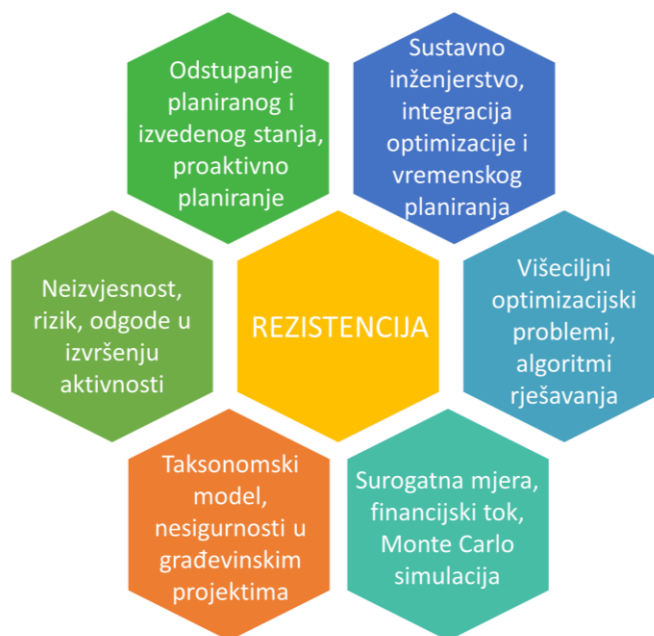 Odstupanje
planiranog i
izvedenog stanja,
proaktivno
planiranje
Sustavno
inženjerstvo,
integracija
optimizacije i
vremenskog
planiranja
Neizvjesnost,
rizik, odgode u
izvršenju
aktivnosti
REZISTENCIJA
Višeciljni
optimizacijski
problemi,
algoritmi
rješavanja
Taksonomski
model,
nesigurnosti u
građevinskim
projektima
Surogatna mjera,
financijski tok,
Monte Carlo
simulacija